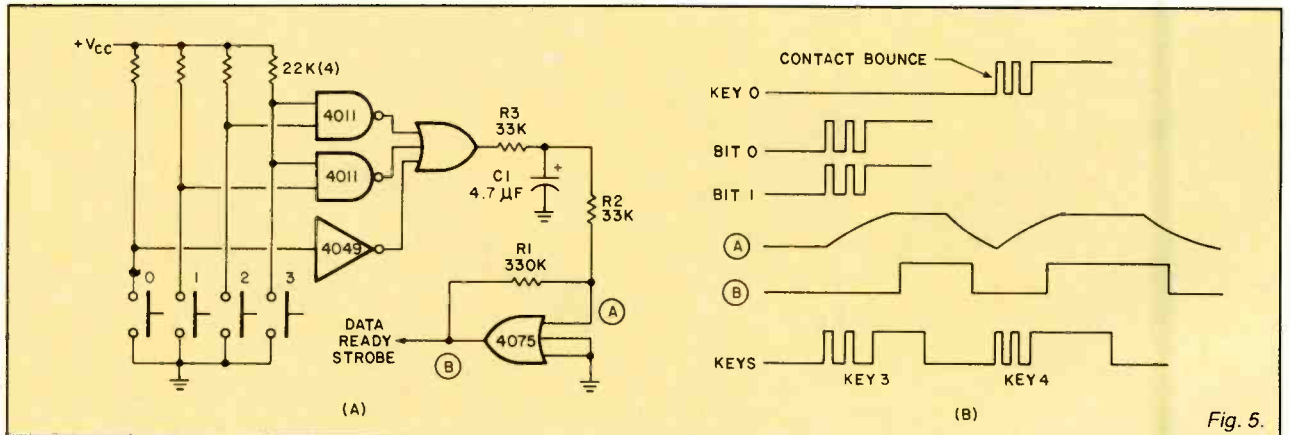 +VCC
22K(4)
4011
4011
4049
R3
33K
C1
4.7 µF
+
R2
33K
R1
330K
A
4075
B
0 1 2 3
DATA
READY
STROBE
(A)
CONTACT BOUNCE
KEY 0
BIT 0
BIT 1
A
B
KEYS
KEY 3 KEY 4
(B)
Fig. 5.